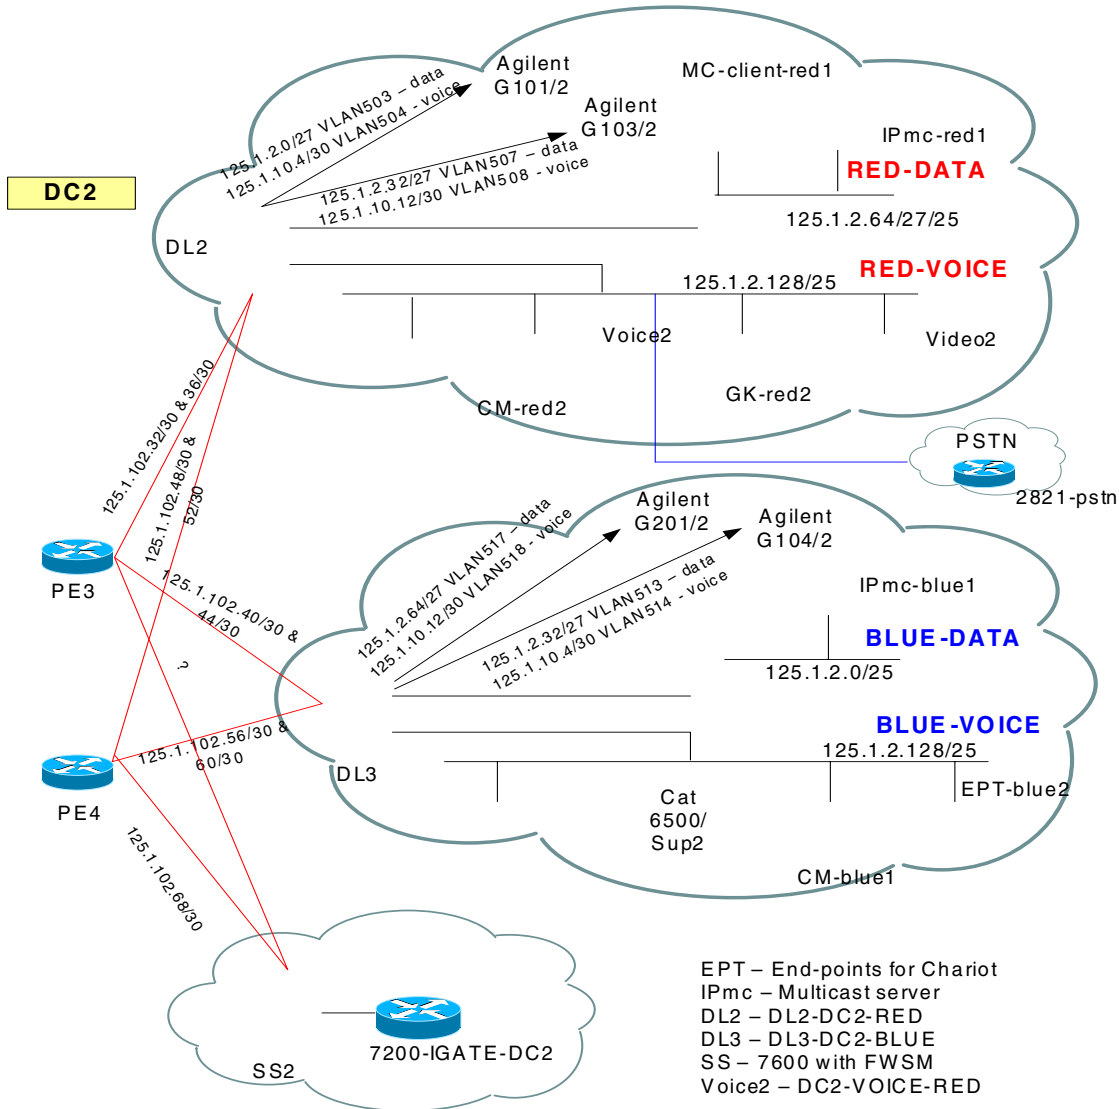 Agilent
G101/2
MC-client-red1
Agilent
G103/2
125.1.2.0/27 VLAN503 – data
125.1.10.4/30 VLAN504 - voice
IPmc-red1
125.1.2.32/27 VLAN507 – data
125.1.10.12/30 VLAN508 - voice
RED-DATA
DC2
125.1.2.64/27/25
DL2
RED-VOICE
125.1.2.128/25
Voice2
Video2
125.1.102.32/30 & 36/30
CM-red2
GK-red2
PSTN
2821-pstn
125.1.102.48/30 &
52/30
Agilent
G201/2
Agilent
G104/2
125.1.2.64/27 VLAN517 – data
125.1.10.12/30 VLAN518 - voice
PE3
125.1.102.40/30 &
44/30
IPmc-blue1
125.1.2.32/27 VLAN513 – data
125.1.10.4/30 VLAN514 - voice
BLUE-DATA
125.1.2.0/25
?
BLUE-VOICE
125.1.102.56/30 &
60/30
125.1.2.128/25
DL3
EPT-blue2
PE4
Cat
6500/
Sup2
CM-blue1
125.1.102.68/30
7200-IGATE-DC2
SS2
EPT – End-points for Chariot
IPmc – Multicast server
DL2 – DL2-DC2-RED
DL3 – DL3-DC2-BLUE
SS – 7600 with FWSM
Voice2 – DC2-VOICE-RED